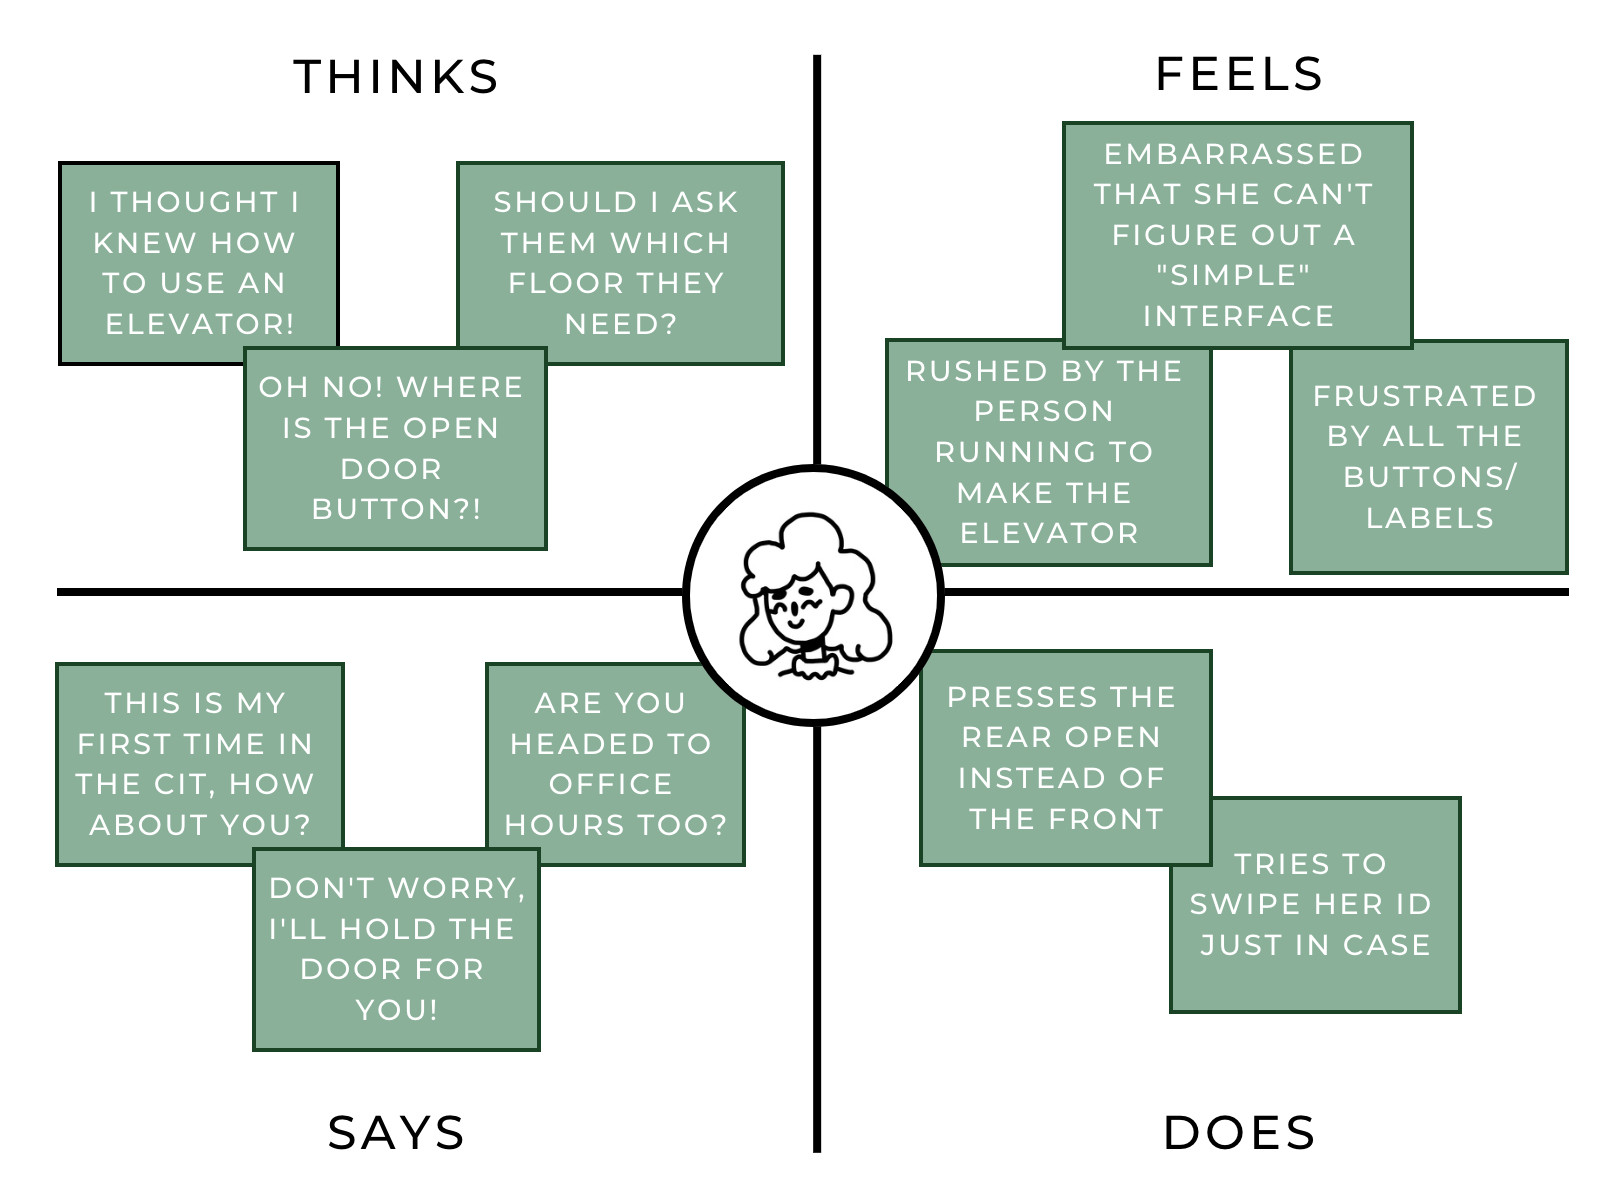 THINKS
I THOUGHT I
KNEW HOW
TO USE AN
ELEVATOR!
SHOULD I ASK
THEM WHICH
FLOOR THEY
NEED?
OH NO! WHERE
IS THE OPEN
DOOR
BUTTON?!
FEELS
EMBARRASSED
THAT SHE CAN'T
FIGURE OUT A
"SIMPLE"
INTERFACE
RUSHED BY THE
PERSON
RUNNING TO
MAKE THE
ELEVATOR
FRUSTRATED
BY ALL THE
BUTTONS/
LABELS
THIS IS MY
FIRST TIME IN
THE CIT, HOW
ABOUT YOU?
ARE YOU
HEADED TO
OFFICE
HOURS TOO?
DON'T WORRY,
I'LL HOLD THE
DOOR FOR
YOU!
SAYS
PRESSES THE
REAR OPEN
INSTEAD OF
THE FRONT
TRIES TO
SWIPE HER ID
JUST IN CASE
DOES